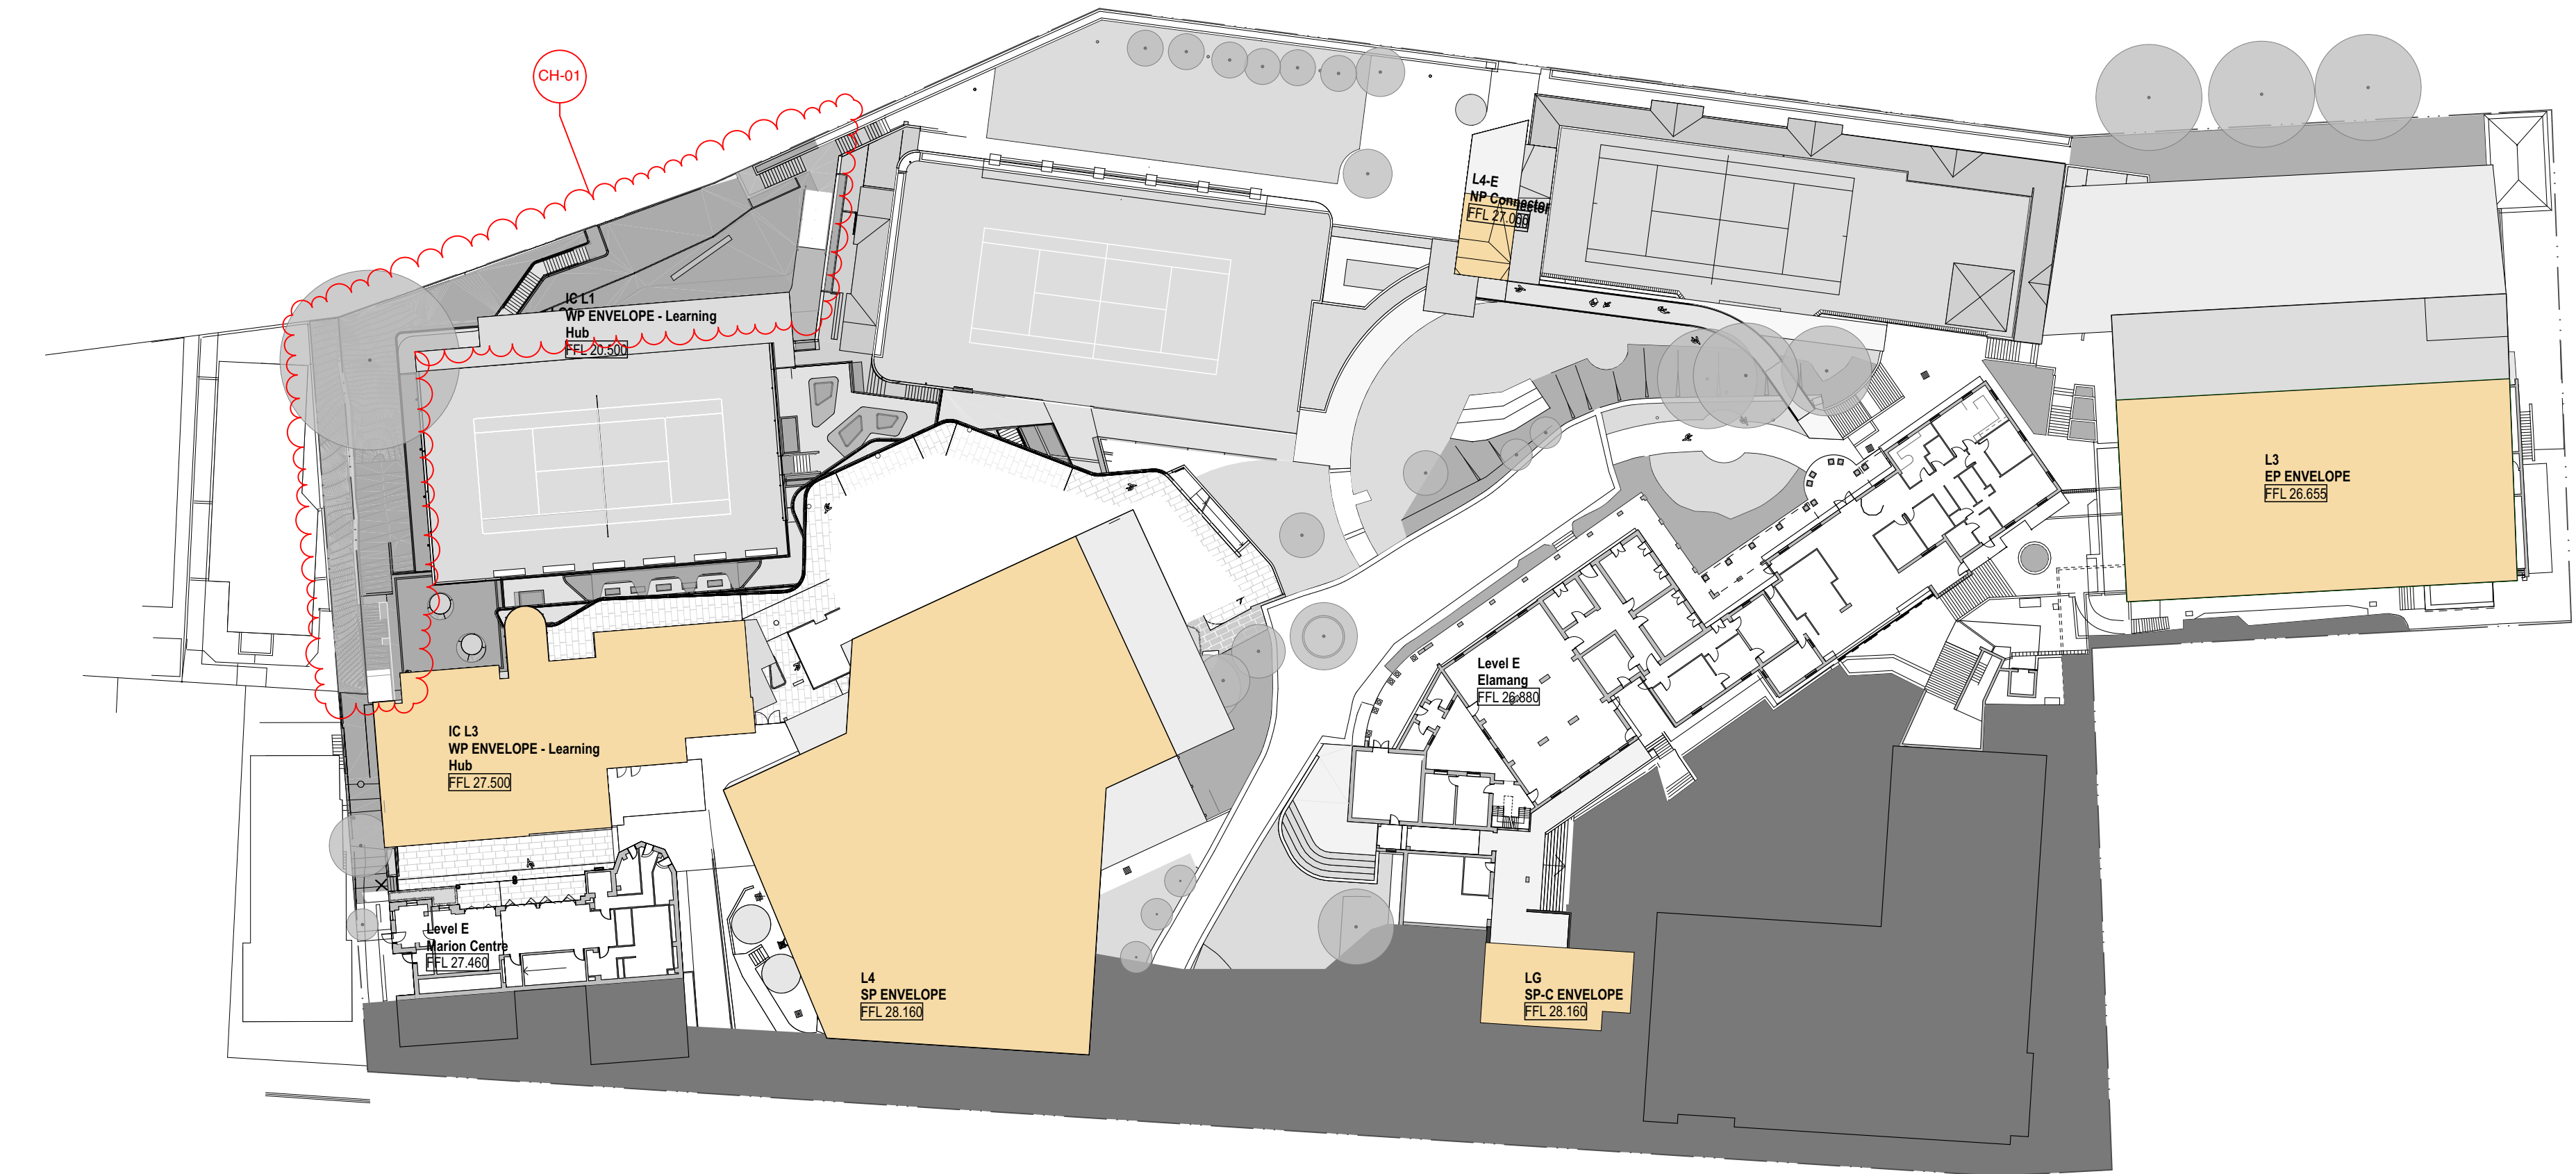 CH-01
L4-E
NP Connector
FFL 27.000
IC L1
WP ENVELOPE - Learning
Hub
FFL 20.500
L3
EP ENVELOPE
FFL 26.655
Level E
Elamang
FFL 26.880
IC L3
WP ENVELOPE - Learning
Hub
FFL 27.500
Level E
Marion Centre
FFL 27.460
L4
SP ENVELOPE
FFL 28.160
LG
SP-C ENVELOPE
FFL 28.160